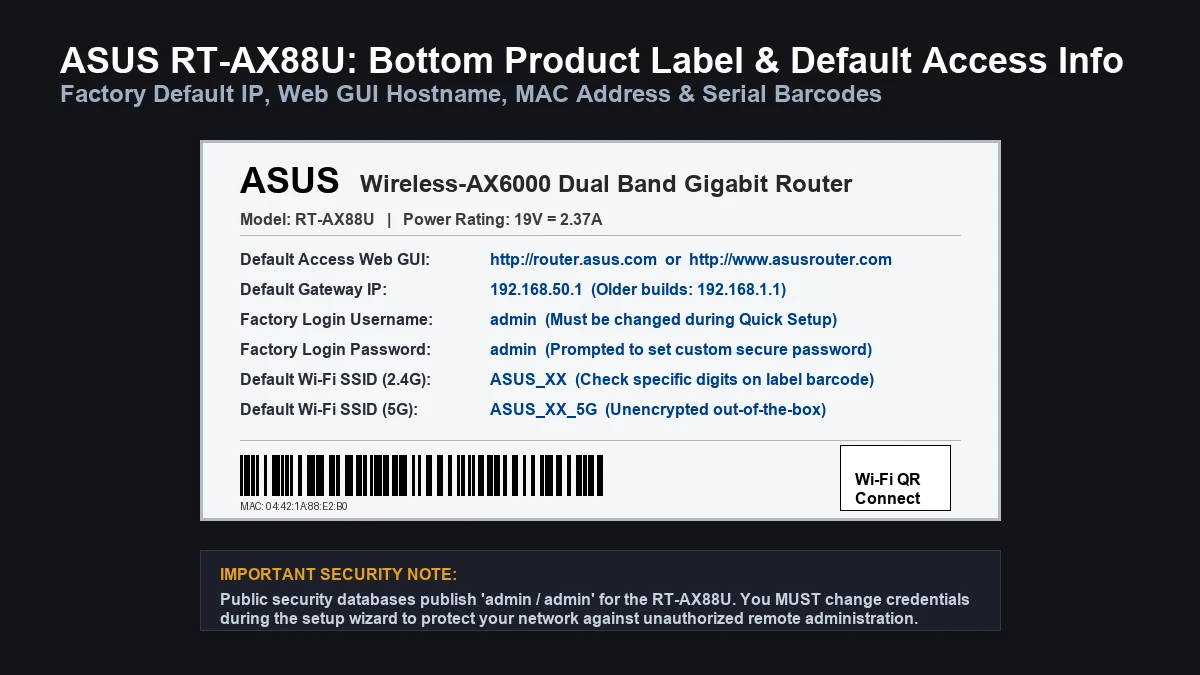 ASUS RT-AX88U: Bottom Product Label & Default Access Info
Factory Default IP, Web GUI Hostname, MAC Address & Serial Barcodes
ASUS Wireless-AX6000 Dual Band Gigabit Router
Model: RT-AX88U | Power Rating: 19V = 2.37A
Default Access Web GUI: http://router.asus.com or http://www.asusrouter.com
Default Gateway IP: 192.168.50.1 (Older builds: 192.168.1.1)
Factory Login Username: admin (Must be changed during Quick Setup)
Factory Login Password: admin (Prompted to set custom secure password)
Default Wi-Fi SSID (2.4G): ASUS_XX (Check specific digits on label barcode)
Default Wi-Fi SSID (5G): ASUS_XX_5G (Unencrypted out-of-the-box)
MAC: 04:42:1A:88:E2:B0
Wi-Fi QR
Connect
IMPORTANT SECURITY NOTE:
Public security databases publish 'admin / admin' for the RT-AX88U. You MUST change credentials
during the setup wizard to protect your network against unauthorized remote administration.